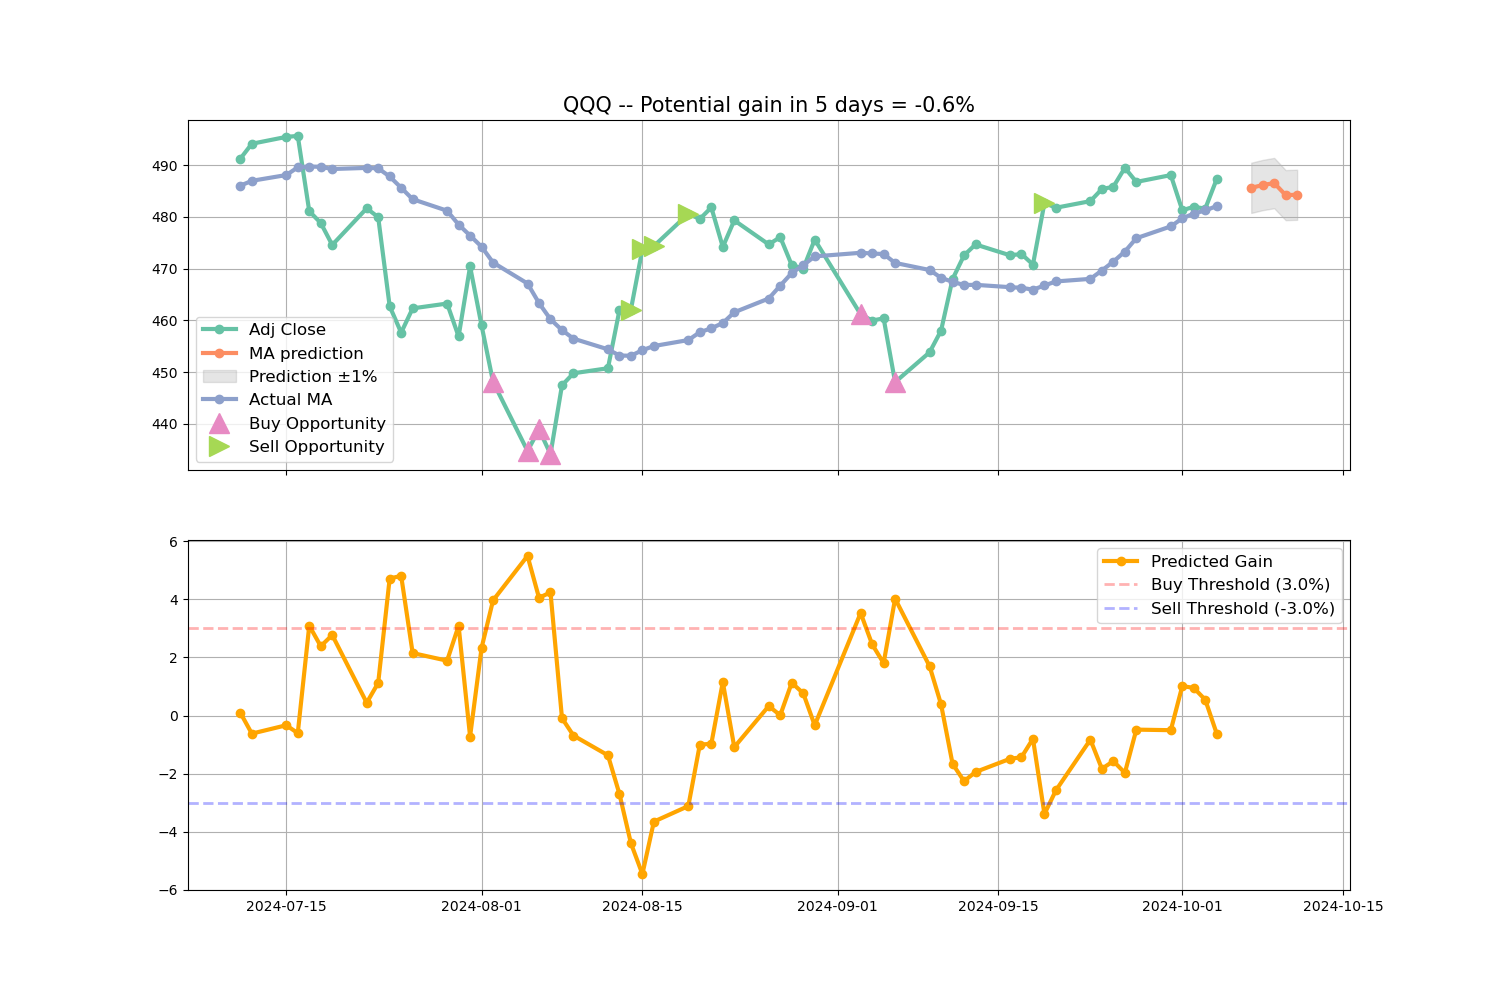 QQQ -- Potential gain in 5 days = -0.6%
490
480
470
460
450
440
Adj Close
MA prediction
Prediction ±1%
Actual MA
Buy Opportunity
Sell Opportunity
6
4
2
0
−2
−4
−6
Predicted Gain
Buy Threshold (3.0%)
Sell Threshold (-3.0%)
2024-07-15
2024-08-01
2024-08-15
2024-09-01
2024-09-15
2024-10-01
2024-10-15